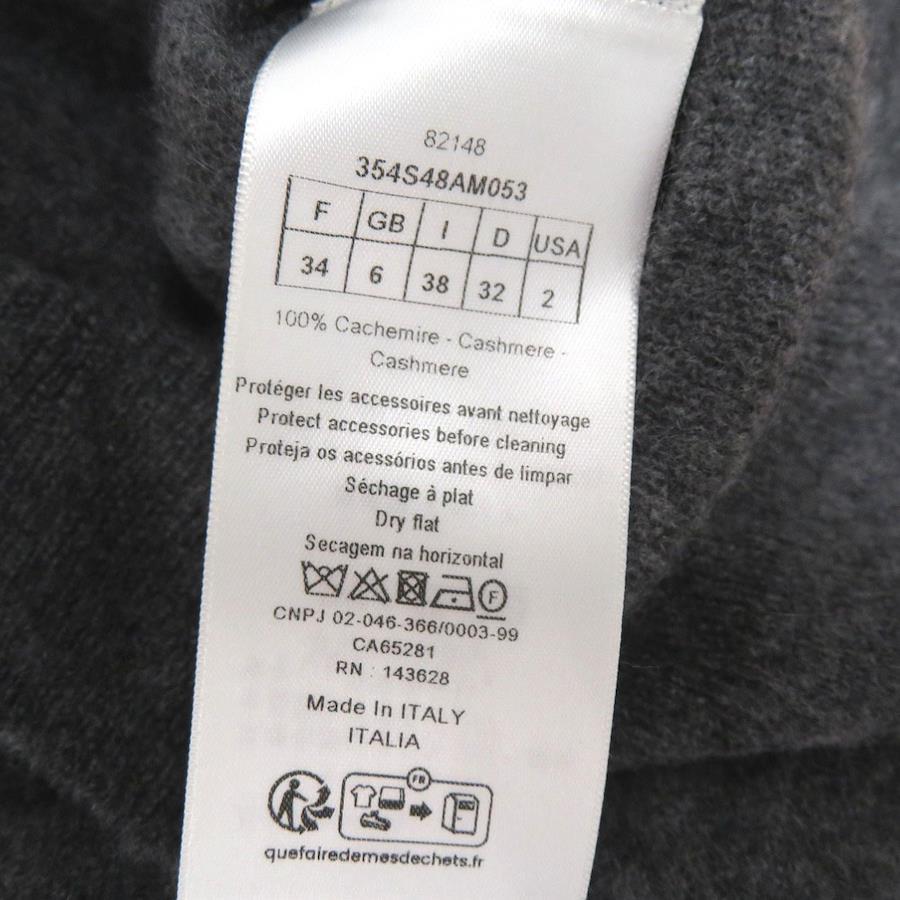 82148
354S48AM053
F GB I D USA
34 6 38 32 2
100% Cachemire - Cashmere -
Cashmere
Protéger les accessoires avant nettoyage
Protect accessories before cleaning
Proteja os acessórios antes de limpar
Séchage à plat
Dry flat
Secagem na horizontal
F
CNPJ 02-046-366/0003-99
CA65281
RN : 143628
Made In ITALY
ITALIA
FR
quefairedemesdechets.fr